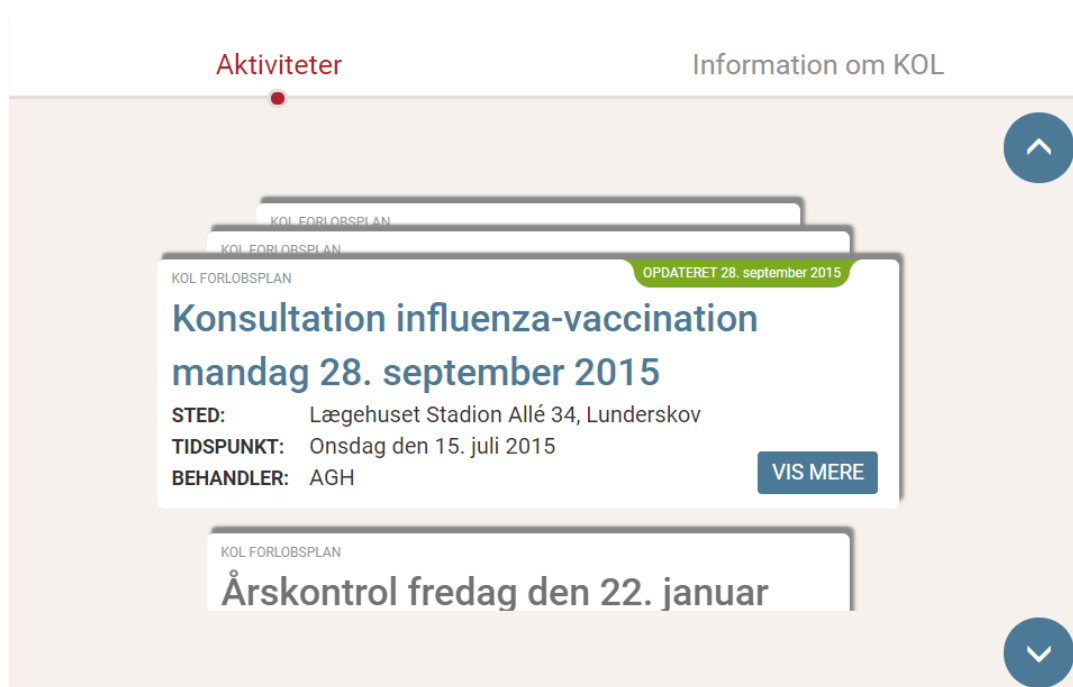 Aktiviteter
Information om KOL
KOL FORLOBSPLAN
KOL FORLOBSPLAN
KOL FORLOBSPLAN
OPDATERET 28. september 2015
Konsultation influenza-vaccination
mandag 28. september 2015
STED: Lægehuset Stadion Allé 34, Lunderskov
TIDSPUNKT: Onsdag den 15. juli 2015
BEHANDLER: AGH
VIS MERE
KOL FORLOBSPLAN
Årskontrol fredag den 22. januar